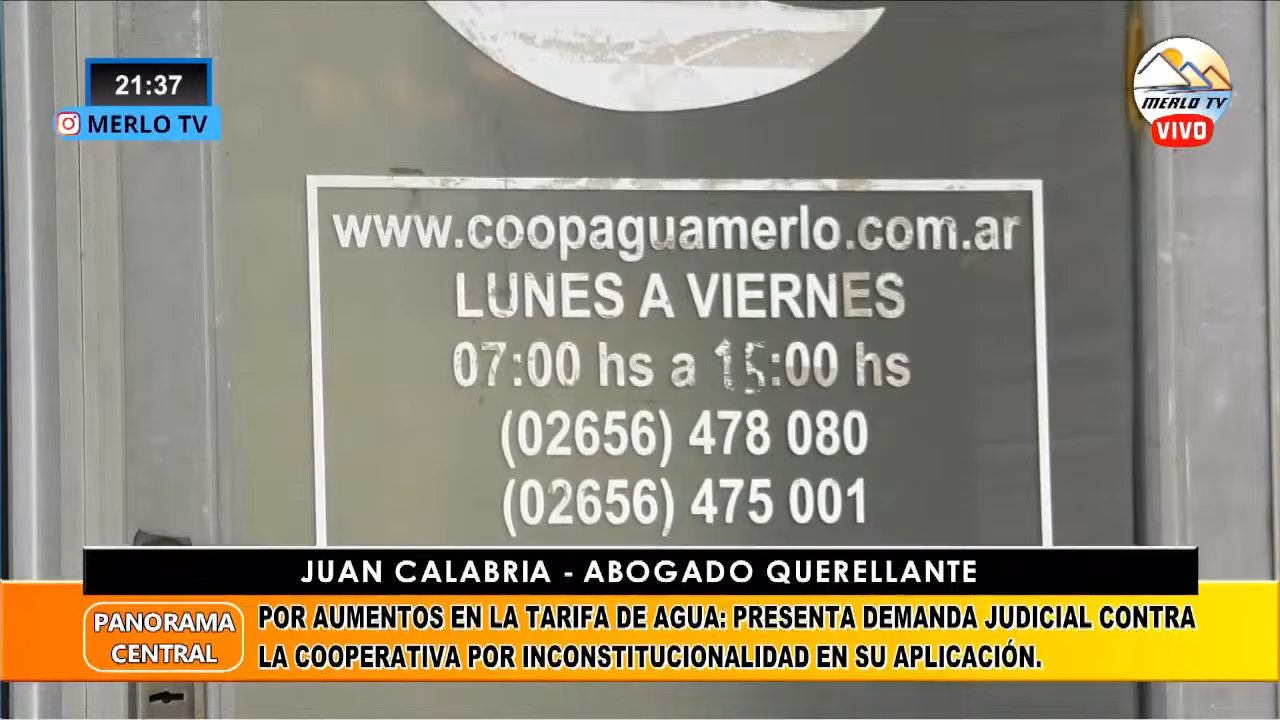 21:37
MERLO TV
MERLO TV
VIVO
www.coopaguamerlo.com.ar
LUNES A VIERNES
07:00 hs a 15:00 hs
(02656) 478 080
(02656) 475 001
JUAN CALABRIA - ABOGADO QUERELLANTE
PANORAMA
CENTRAL
POR AUMENTOS EN LA TARIFA DE AGUA: PRESENTA DEMANDA JUDICIAL CONTRA
LA COOPERATIVA POR INCONSTITUCIONALIDAD EN SU APLICACIÓN.